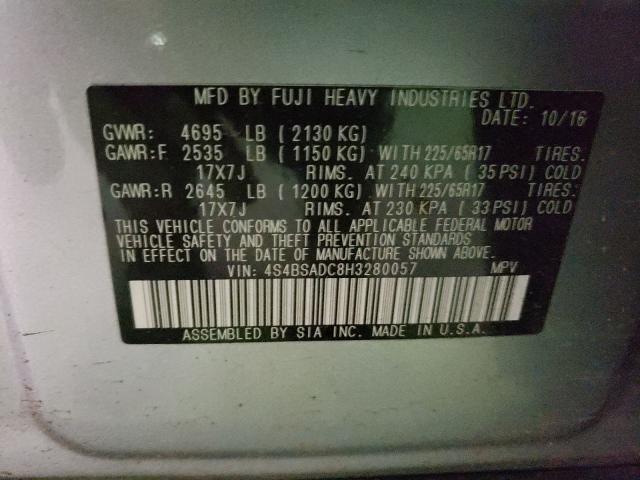 MFD BY FUJI HEAVY INDUSTRIES LTD.
DATE: 10/16
GVWR: 4695 LB (2130 KG)
GAWR:F 2535 LB (1150 KG) WITH 225/65R17 TIRES.
17X7J RIMS. AT 240 KPA (35 PSI) COLD
GAWR:R 2645 LB (1200 KG) WITH 225/65R17 TIRES.
17X7J RIMS. AT 230 KPA (33 PSI) COLD
THIS VEHICLE CONFORMS TO ALL APPLICABLE FEDERAL MOTOR
VEHICLE SAFETY AND THEFT PREVENTION STANDARDS
IN EFFECT ON THE DATE OF MANUFACTURE SHOWN ABOVE.
VIN: 4S4BSADC8H3280057 MPV
ASSEMBLED BY SIA INC. MADE IN U.S.A.